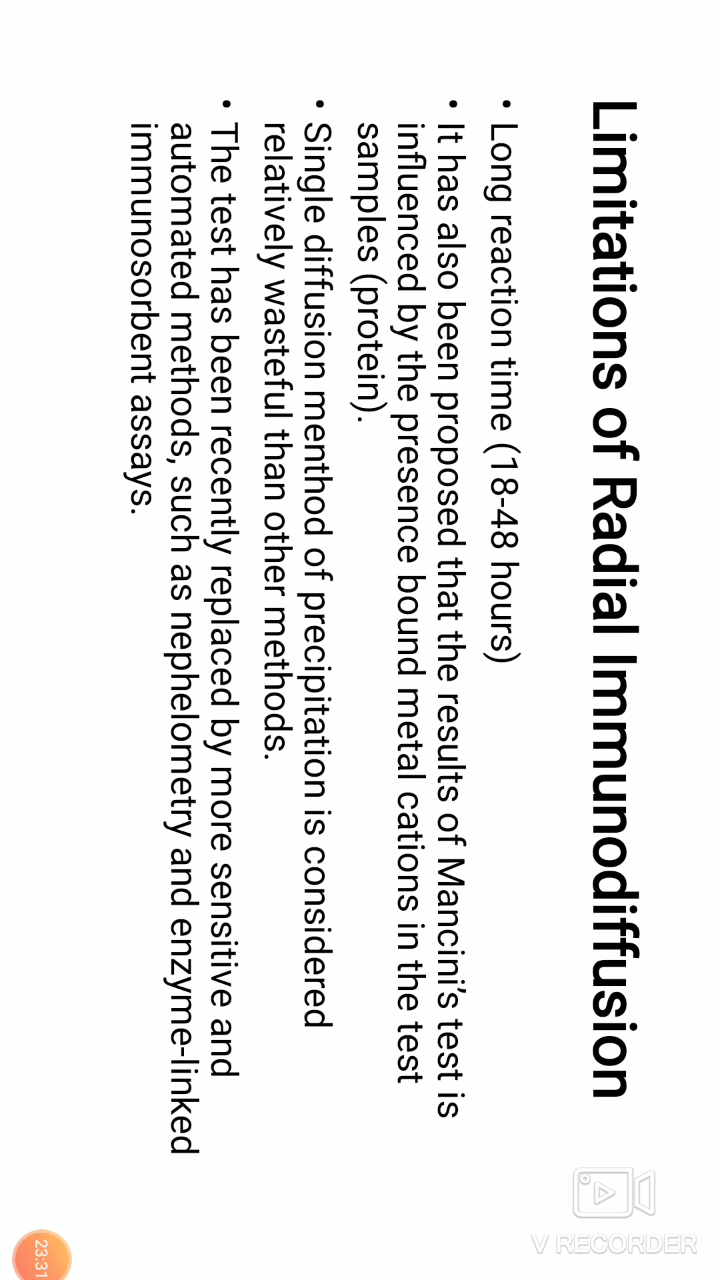 Limitations of Radial Immunodiffusion
• Long reaction time (18-48 hours)
• It has also been proposed that the results of Mancini's test is
influenced by the presence bound metal cations in the test
samples (protein).
• Single diffusion menthod of precipitation is considered
relatively wasteful than other methods.
• The test has been recently replaced by more sensitive and
automated methods, such as nephelometry and enzyme-linked
immunosorbent assays.
V RECORDER
23:31